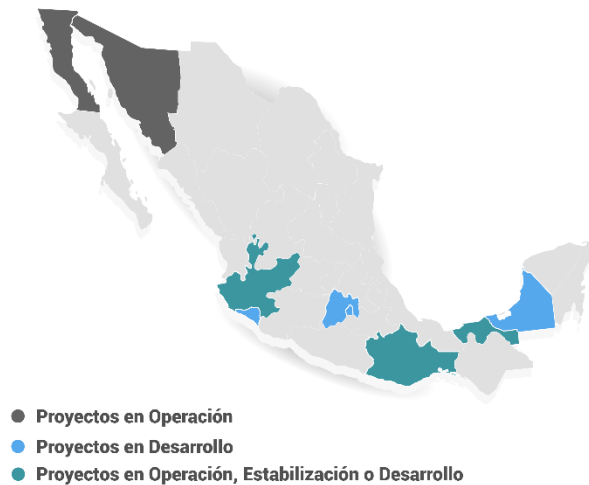 Proyectos en Operación
Proyectos en Desarrollo
Proyectos en Operación, Estabilización o Desarrollo